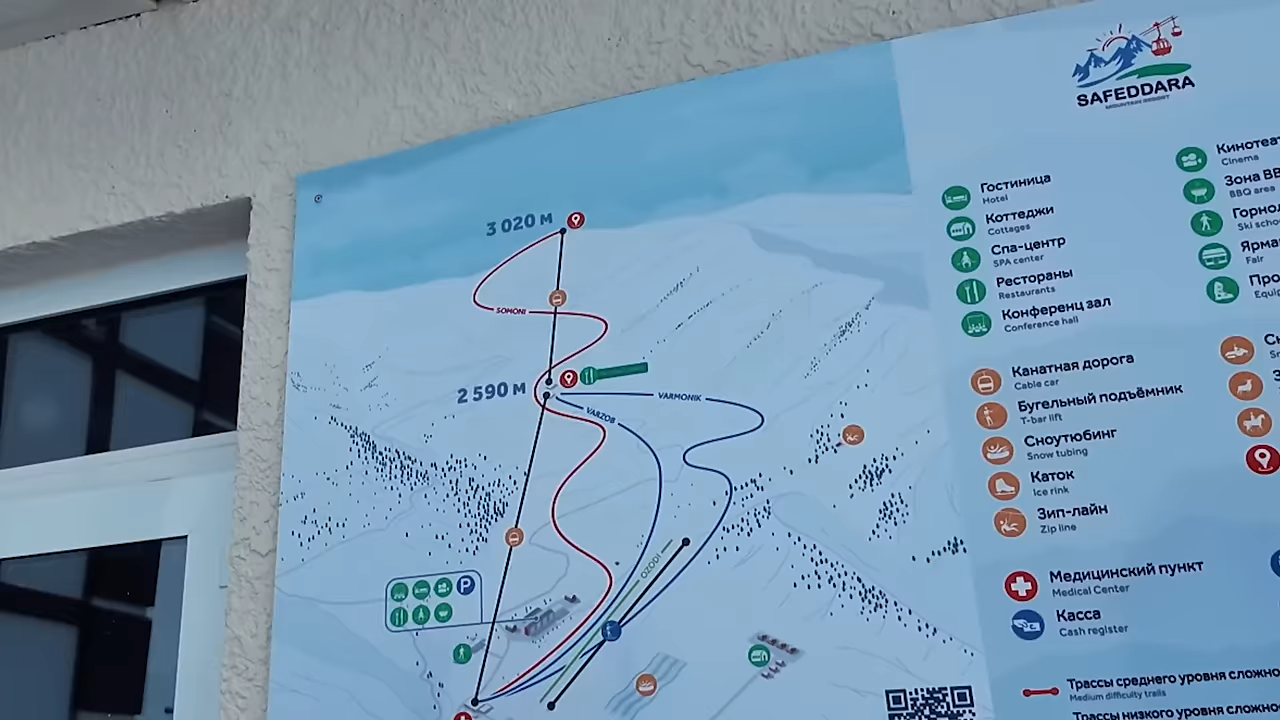 SAFEDDARA
MOUNTAIN RESORT
3 020 м
SOMONI
2 590 м
VARZOB
VARMONIK
OZODI
P
Гостиница
Hotel
Коттеджи
Cottages
Спа-центр
SPA center
Рестораны
Restaurants
Конференц зал
Conference hall
Cinema
BBQ area
Fair
Канатная дорога
Cable car
Бугельный подъёмник
T-bar lift
Сноутюбинг
Snow tubing
Каток
Ice rink
Зип-лайн
Zip line
Медицинский пункт
Medical Center
Касса
Cash register
Трассы среднего уровня
Medium difficulty trails
Трассы низкого уровня